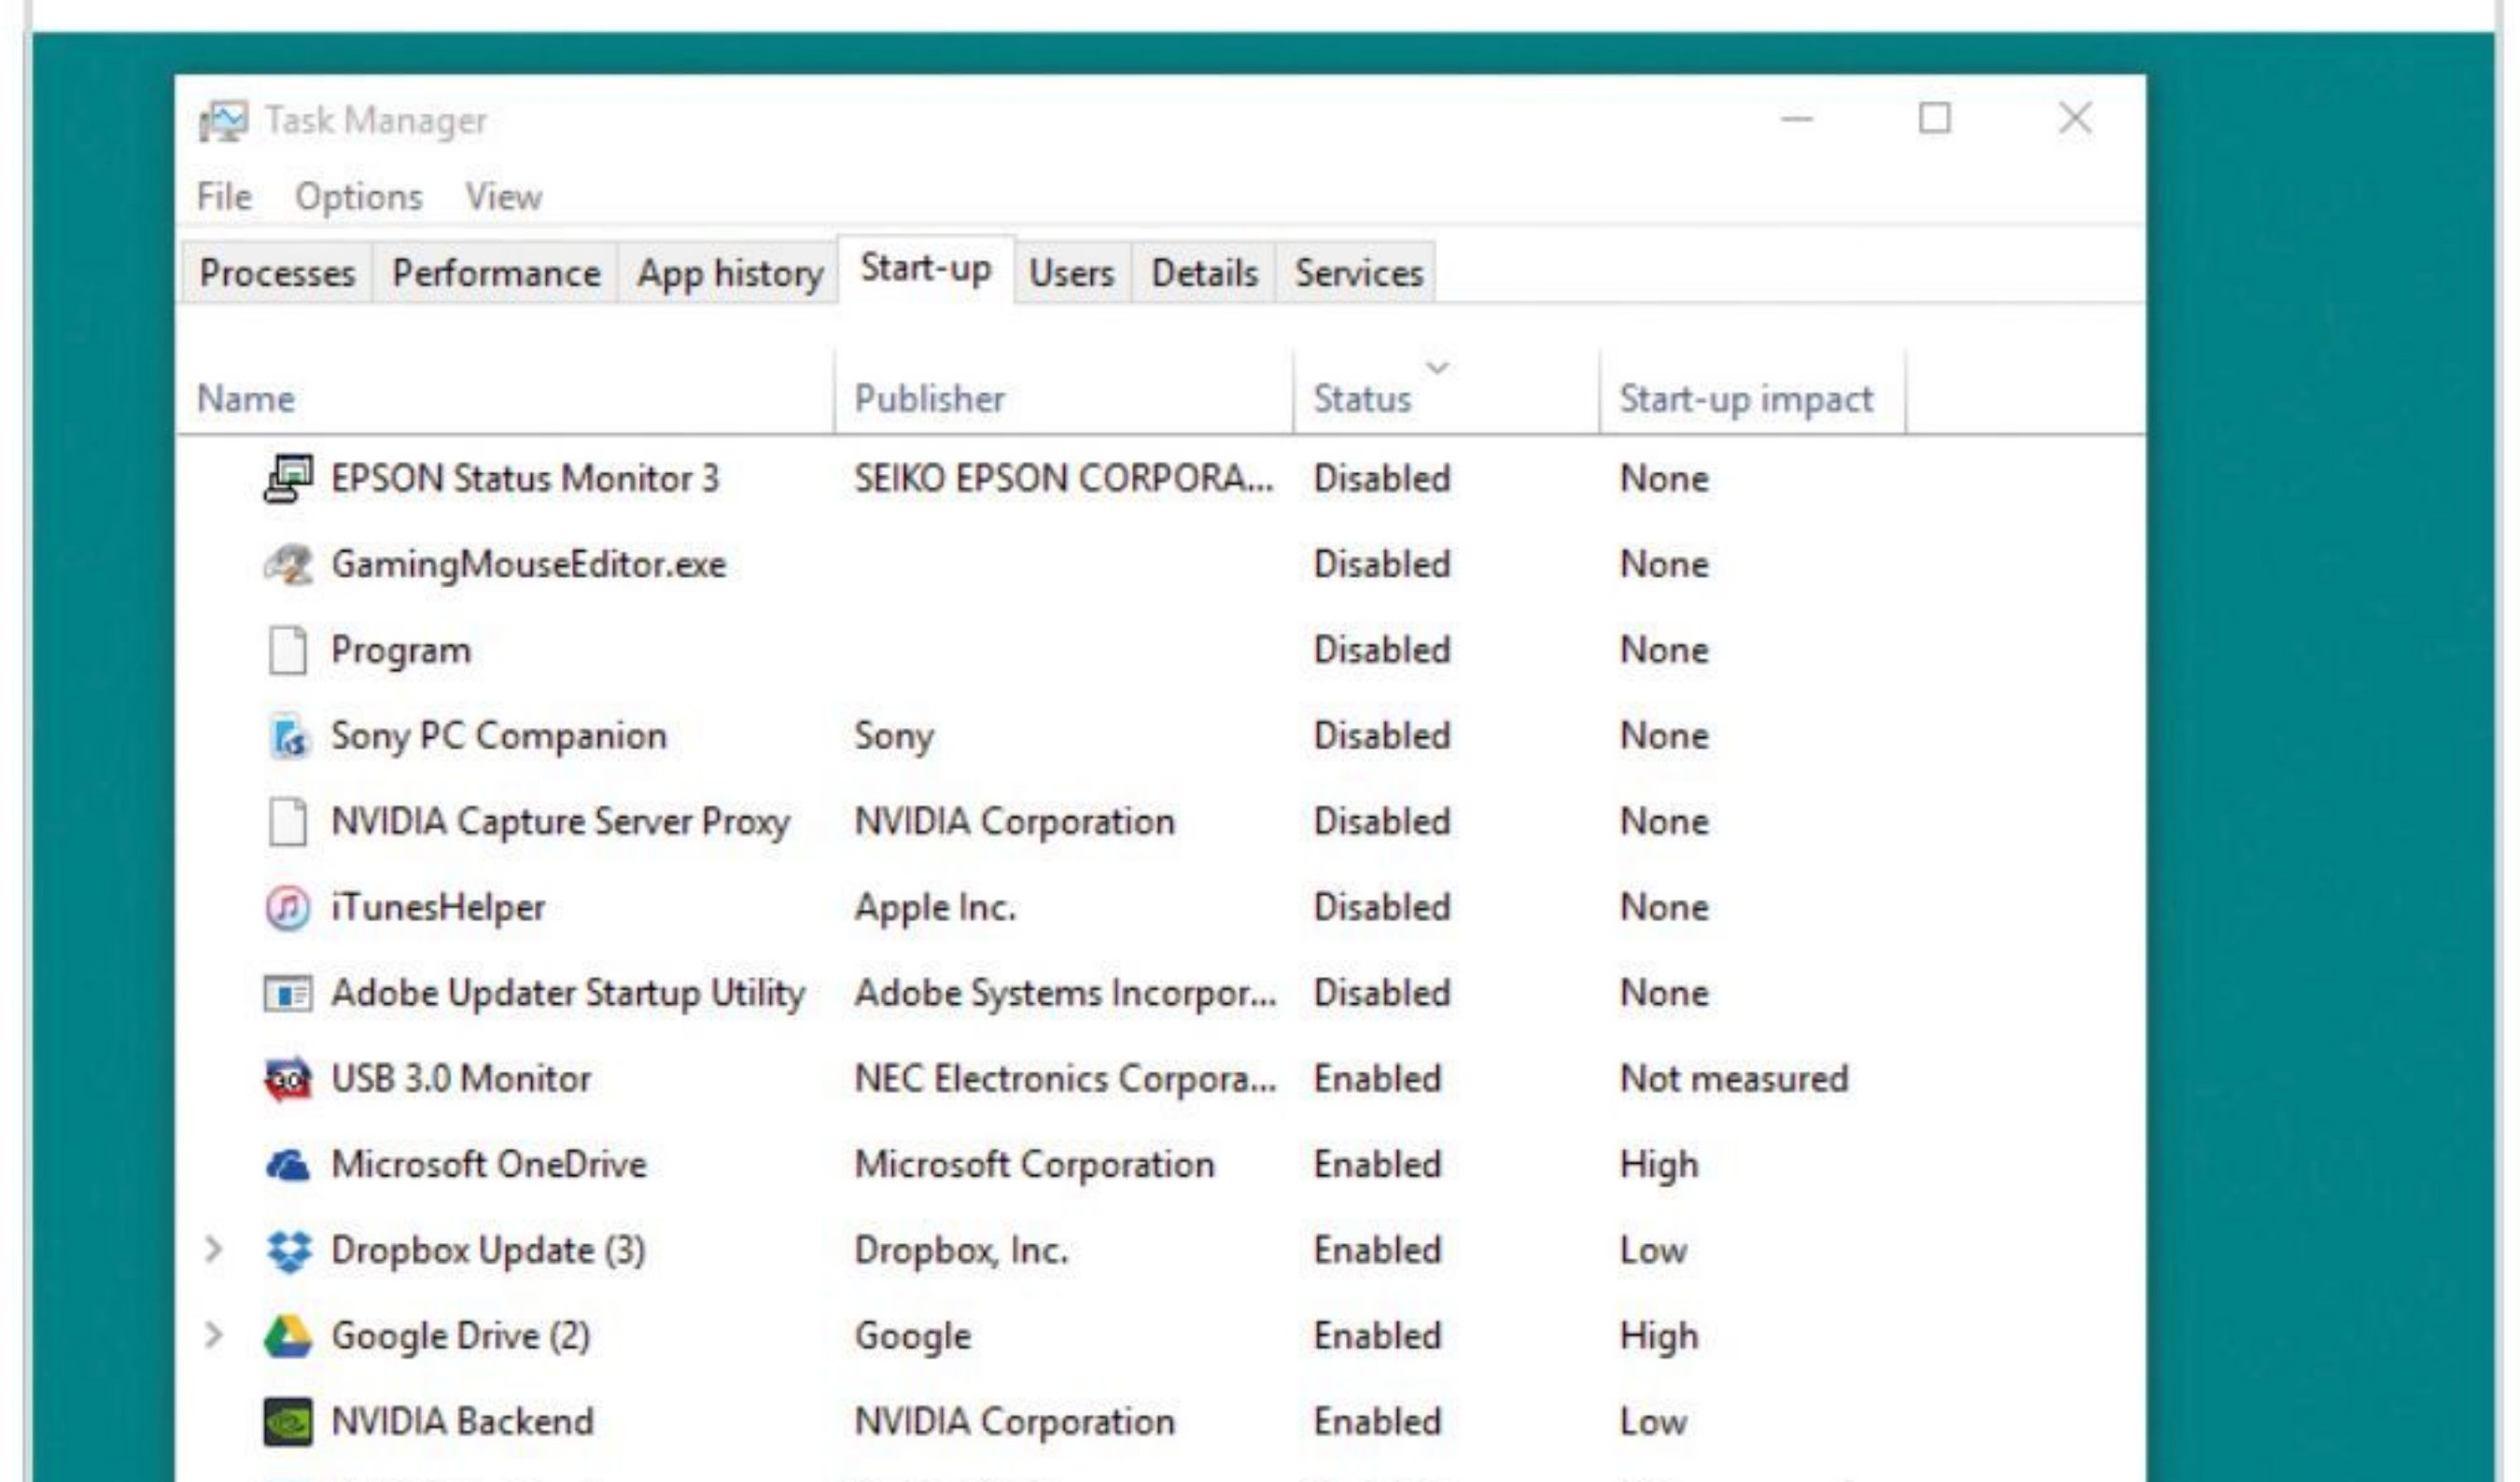 Task Manager
File Options View
Processes Performance App history Start-up Users Details Services
Name Publisher Status Start-up impact
EPSON Status Monitor 3 SEIKO EPSON CORPORA... Disabled None
GamingMouseEditor.exe Disabled None
Program Disabled None
Sony PC Companion Sony Disabled None
NVIDIA Capture Server Proxy NVIDIA Corporation Disabled None
iTunesHelper Apple Inc. Disabled None
Adobe Updater Startup Utility Adobe Systems Incorpor... Disabled None
USB 3.0 Monitor NEC Electronics Corpora... Enabled Not measured
Microsoft OneDrive Microsoft Corporation Enabled High
Dropbox Update (3) Dropbox, Inc. Enabled Low
Google Drive (2) Google Enabled High
NVIDIA Backend NVIDIA Corporation Enabled Low